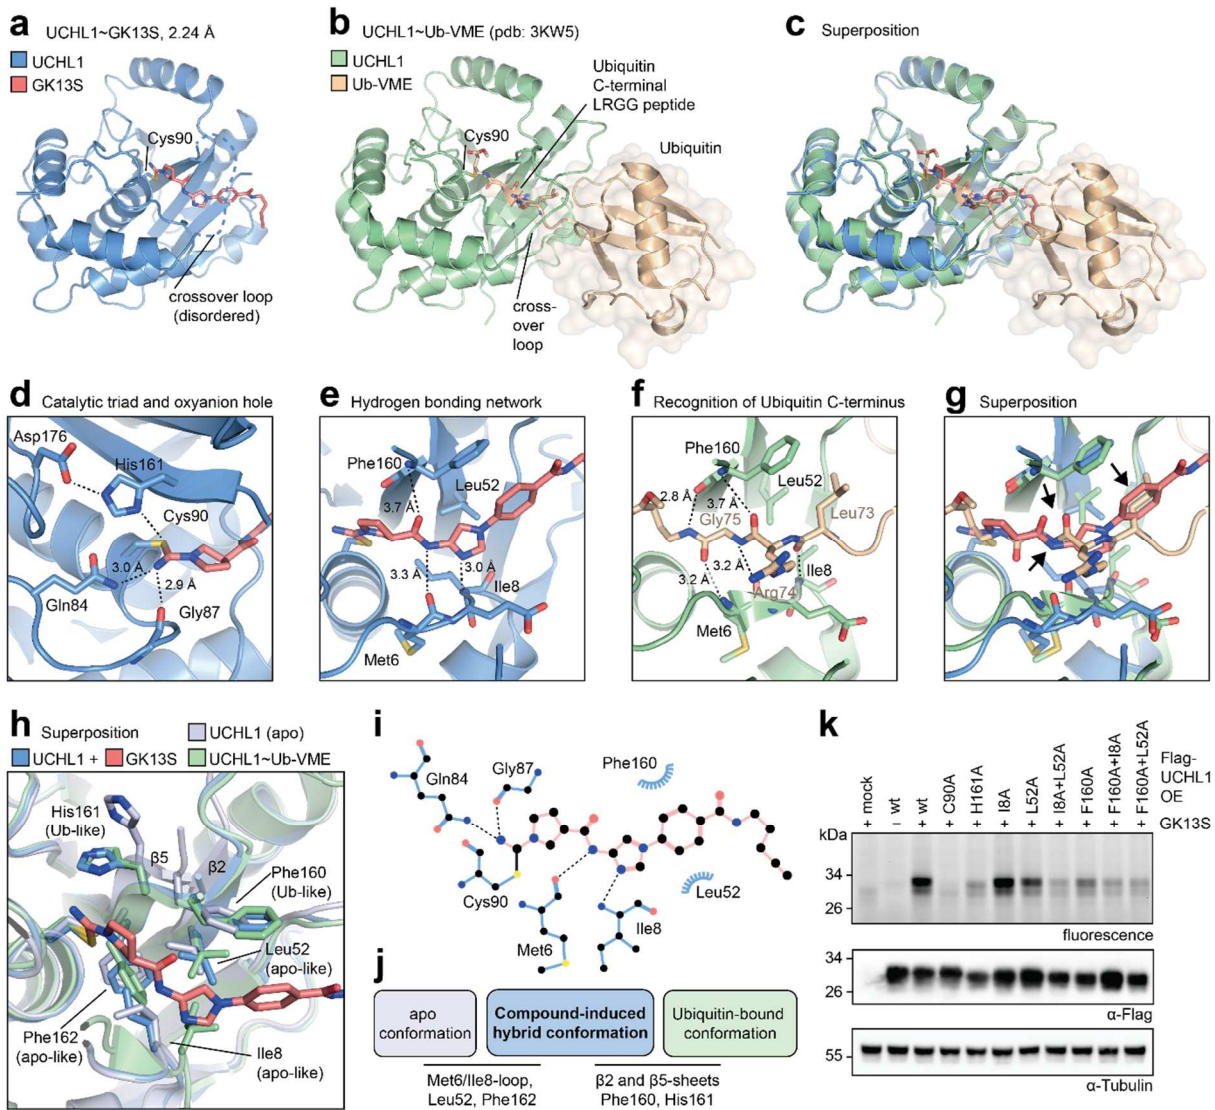 a
UCHL1~GK13S, 2.24 Å
UCHL1
GK13S
Cys90
crossover loop
(disordered)
b
UCHL1~Ub-VME (pdb: 3KW5)
UCHL1
Ub-VME
Ubiquitin
C-terminal
LRGG peptide
Cys90
Ubiquitin
cross-
over
loop
c
Superposition
d
Catalytic triad and oxyanion hole
Asp176
His161
Cys90
3.0 Å
2.9 Å
Gln84
Gly87
e
Hydrogen bonding network
Phe160
Leu52
3.7 Å
3.3 Å
3.0 Å
Ile8
Met6
f
Recognition of Ubiquitin C-terminus
Phe160
Leu52
2.8 Å
3.7 Å
Gly75
Leu73
3.2 Å
3.2 Å
Ile8
Arg74
Met6
g
Superposition
h
Superposition
UCHL1 (apo)
UCHL1 +
GK13S
UCHL1~Ub-VME
His161
(Ub-like)
β5
β2
Phe160
(Ub-like)
Leu52
(apo-like)
Phe162
(apo-like)
Ile8
(apo-like)
i
Gln84
Gly87
Phe160
Cys90
Leu52
Met6
Ile8
j
apo
conformation
Compound-induced
hybrid conformation
Ubiquitin-bound
conformation
Met6/Ile8-loop,
Leu52, Phe162
β2 and β5-sheets
Phe160, His161
k
mock
wt
wt
C90A
H161A
I8A
L52A
I8A+L52A
F160A
F160A+I8A
F160A+L52A
Flag-
UCHL1
OE
+ – + + + + + + + + + GK13S
kDa
34
26
fluorescence
34
26
α-Flag
55
α-Tubulin